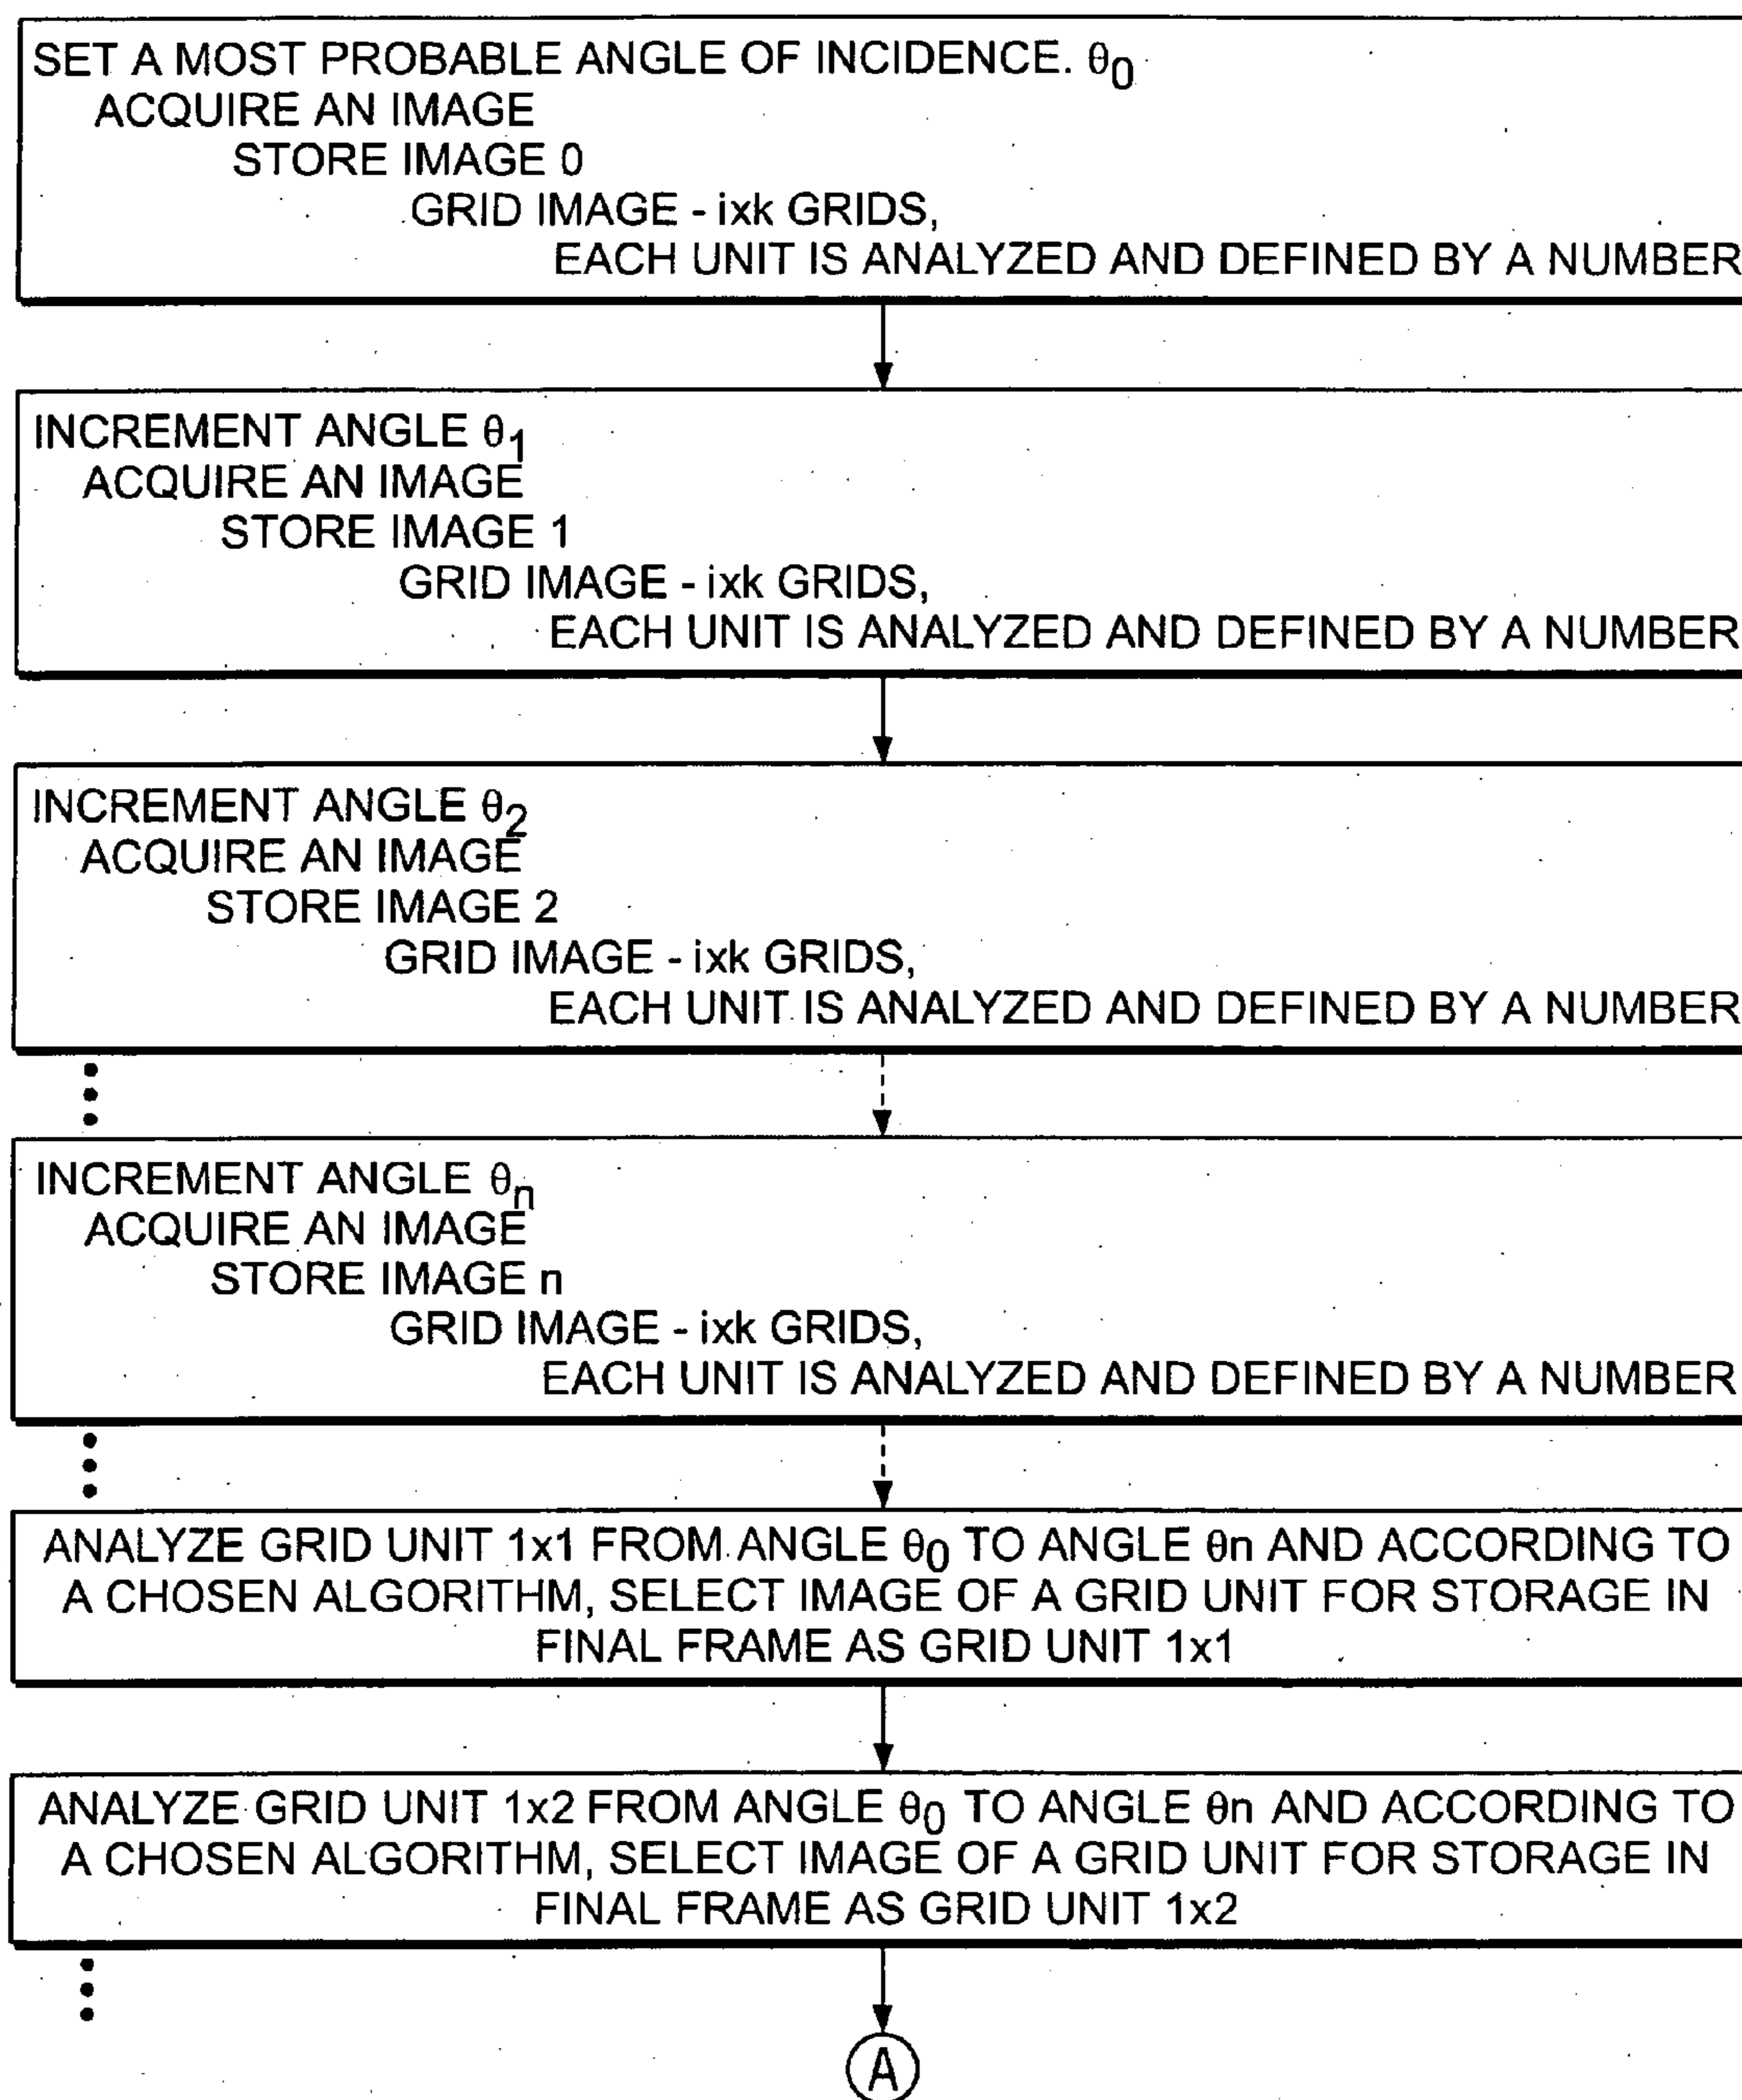 SET A MOST PROBABLE ANGLE OF INCIDENCE. θ0
ACQUIRE AN IMAGE
STORE IMAGE 0
GRID IMAGE - ixk GRIDS,
EACH UNIT IS ANALYZED AND DEFINED BY A NUMBER
INCREMENT ANGLE θ1
ACQUIRE AN IMAGE
STORE IMAGE 1
GRID IMAGE - ixk GRIDS,
EACH UNIT IS ANALYZED AND DEFINED BY A NUMBER
INCREMENT ANGLE θ2
ACQUIRE AN IMAGE
STORE IMAGE 2
GRID IMAGE - ixk GRIDS,
EACH UNIT IS ANALYZED AND DEFINED BY A NUMBER
INCREMENT ANGLE θn
ACQUIRE AN IMAGE
STORE IMAGE n
GRID IMAGE - ixk GRIDS,
EACH UNIT IS ANALYZED AND DEFINED BY A NUMBER
ANALYZE GRID UNIT 1x1 FROM ANGLE θ0 TO ANGLE θn AND ACCORDING TO
A CHOSEN ALGORITHM, SELECT IMAGE OF A GRID UNIT FOR STORAGE IN
FINAL FRAME AS GRID UNIT 1x1
ANALYZE GRID UNIT 1x2 FROM ANGLE θ0 TO ANGLE θn AND ACCORDING TO
A CHOSEN ALGORITHM, SELECT IMAGE OF A GRID UNIT FOR STORAGE IN
FINAL FRAME AS GRID UNIT 1x2
A